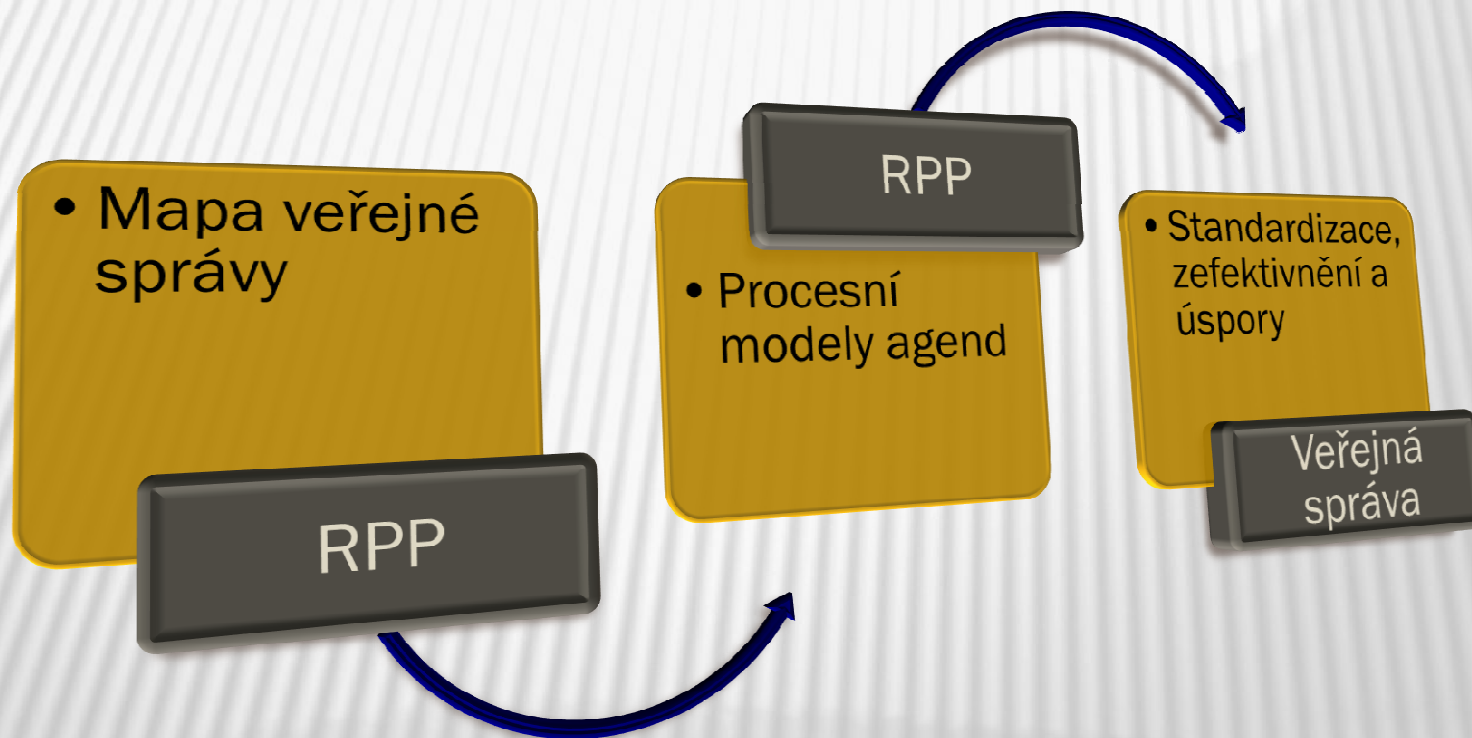 • Mapa veřejné
správy
RPP
RPP
• Procesní
modely agend
• Standardizace,
zefektivnění a
úspory
Veřejná
správa